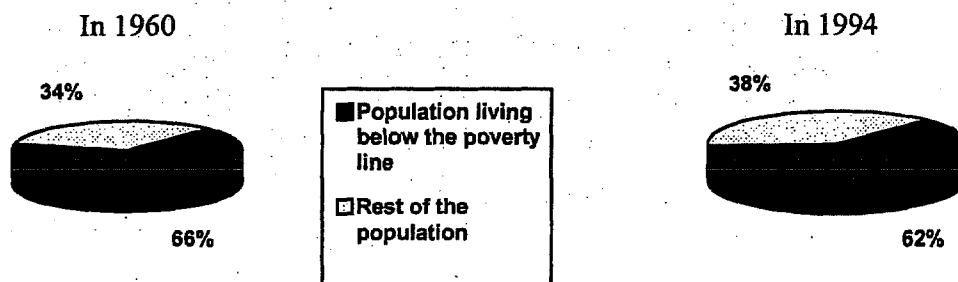 In 1960
In 1994
34%
38%
Population living
below the poverty
line
Rest of the
population
66%
62%